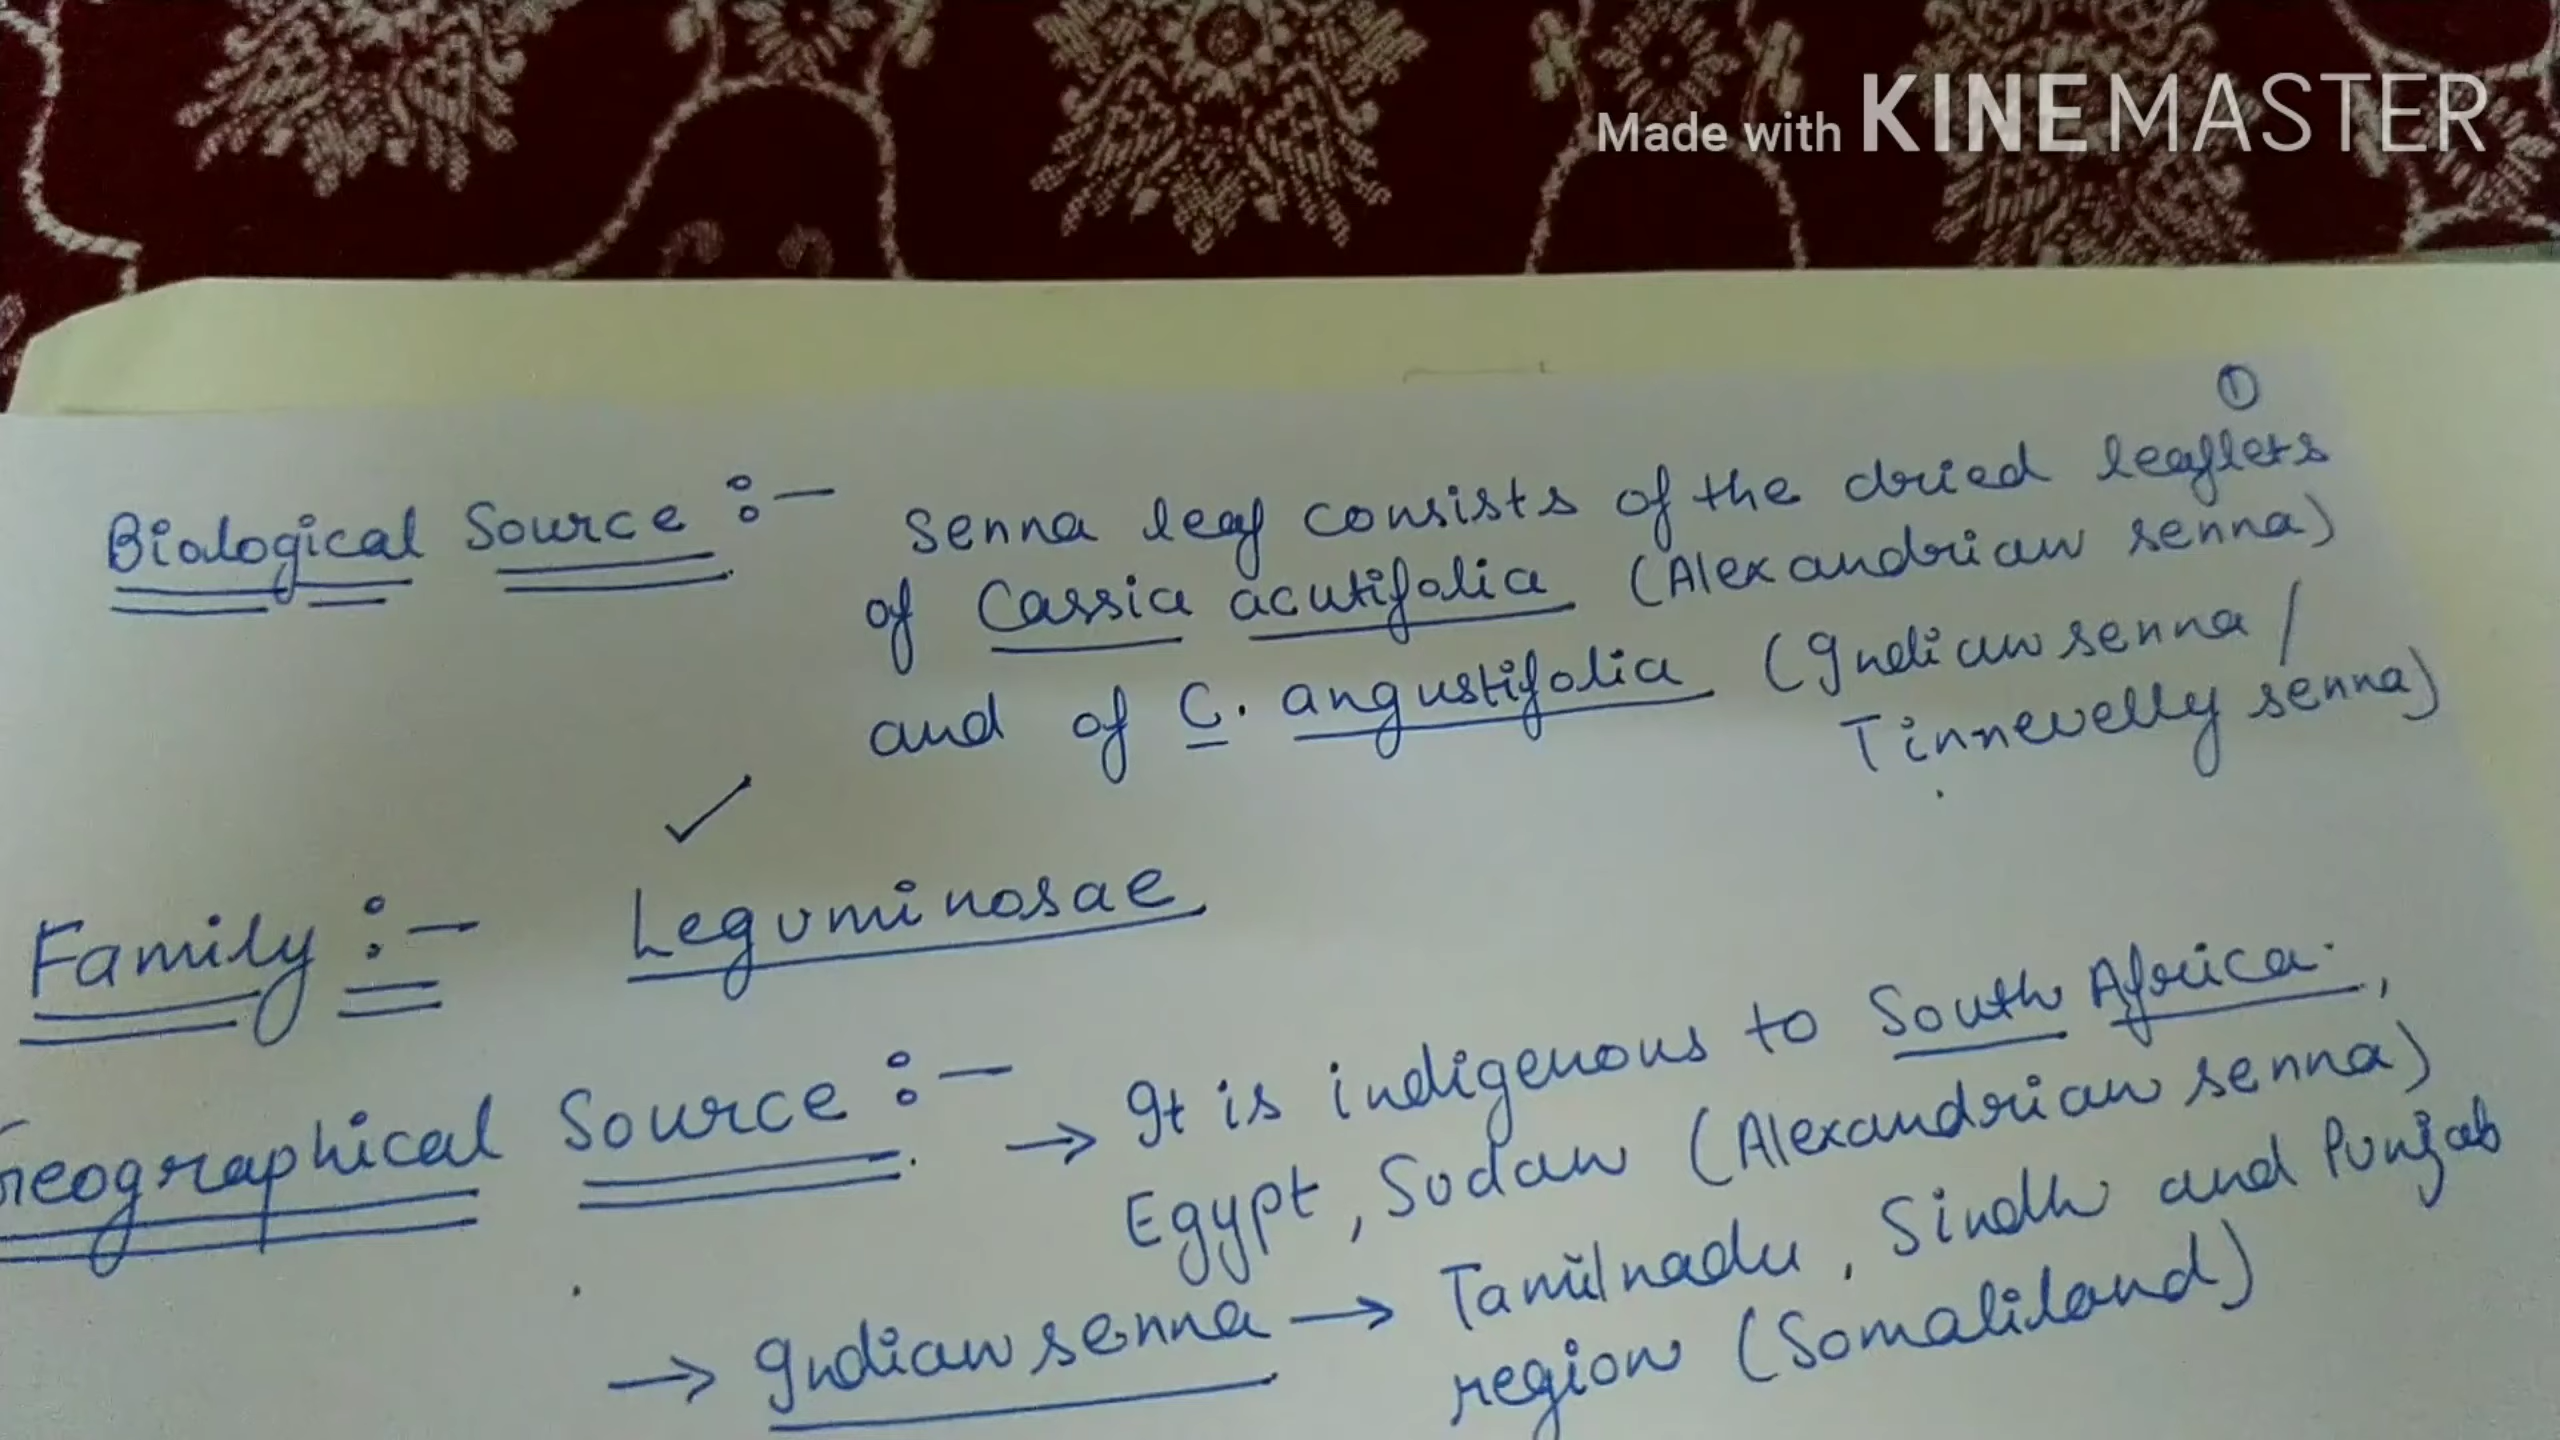 Made with KINEMASTER
①
Biological Source :- Senna leaf consists of the dried leaflets
of Cassia acutifolia (Alexandrian senna)
and of C. angustifolia (Indian senna /
Tinnevelly senna)
✓
Family :- Leguminosae
Geographical Source :- → It is indigenous to South Africa.,
Egypt, Sudan (Alexandrian senna)
→ Indian senna → Tamilnadu, Sindh and Punjab
region (Somaliland)